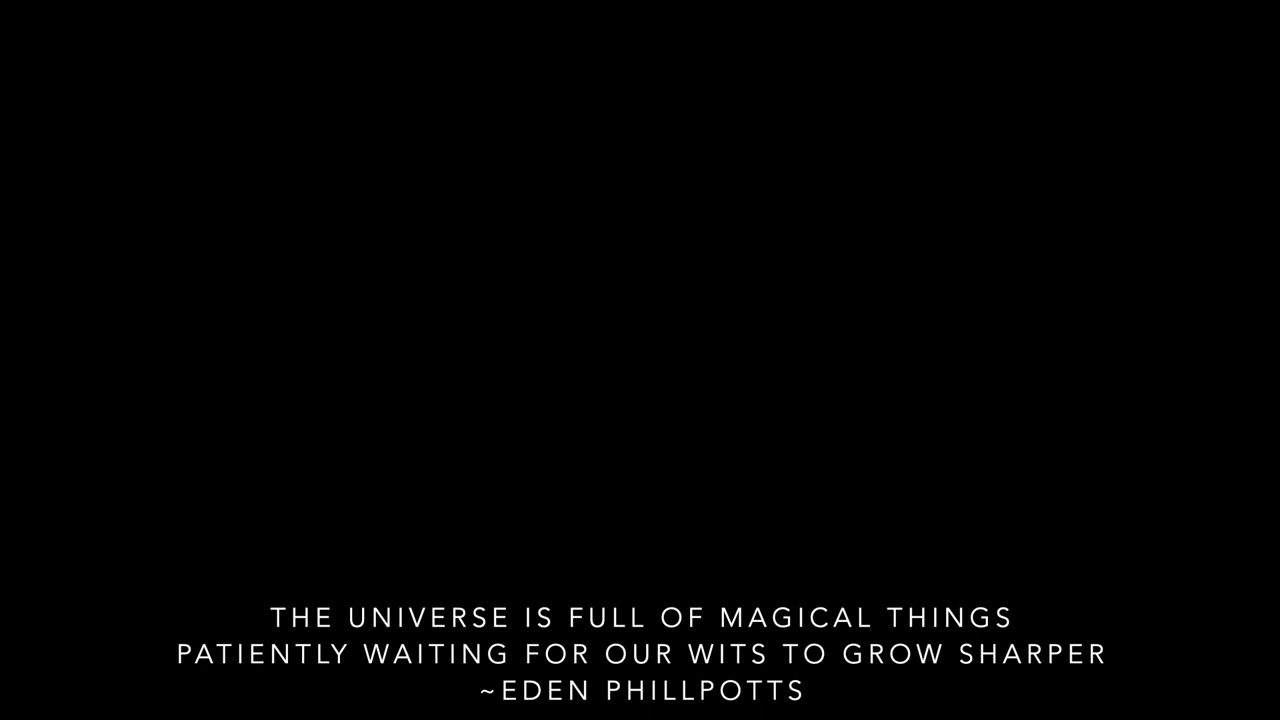 THE UNIVERSE IS FULL OF MAGICAL THINGS
PATIENTLY WAITING FOR OUR WITS TO GROW SHARPER
~EDEN PHILLPOTTS